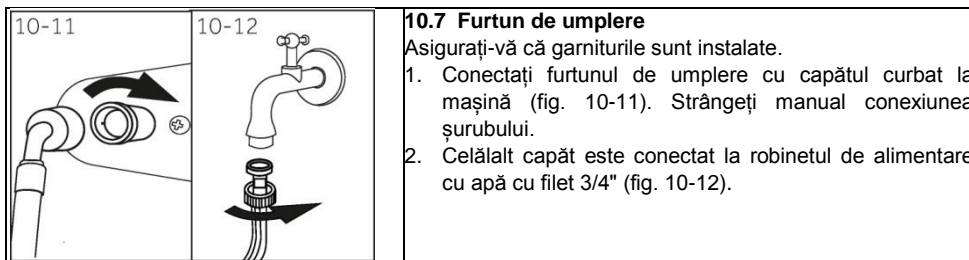 10-11
10-12
10.7 Furtun de umplere
Asigurați-vă că garniturile sunt instalate.
1. Conectați furtunul de umplere cu capătul curbat la
mașină (fig. 10-11). Strângeți manual conexiunea
șurubului.
2. Celălalt capăt este conectat la robinetul de alimentare
cu apă cu filet 3/4" (fig. 10-12).